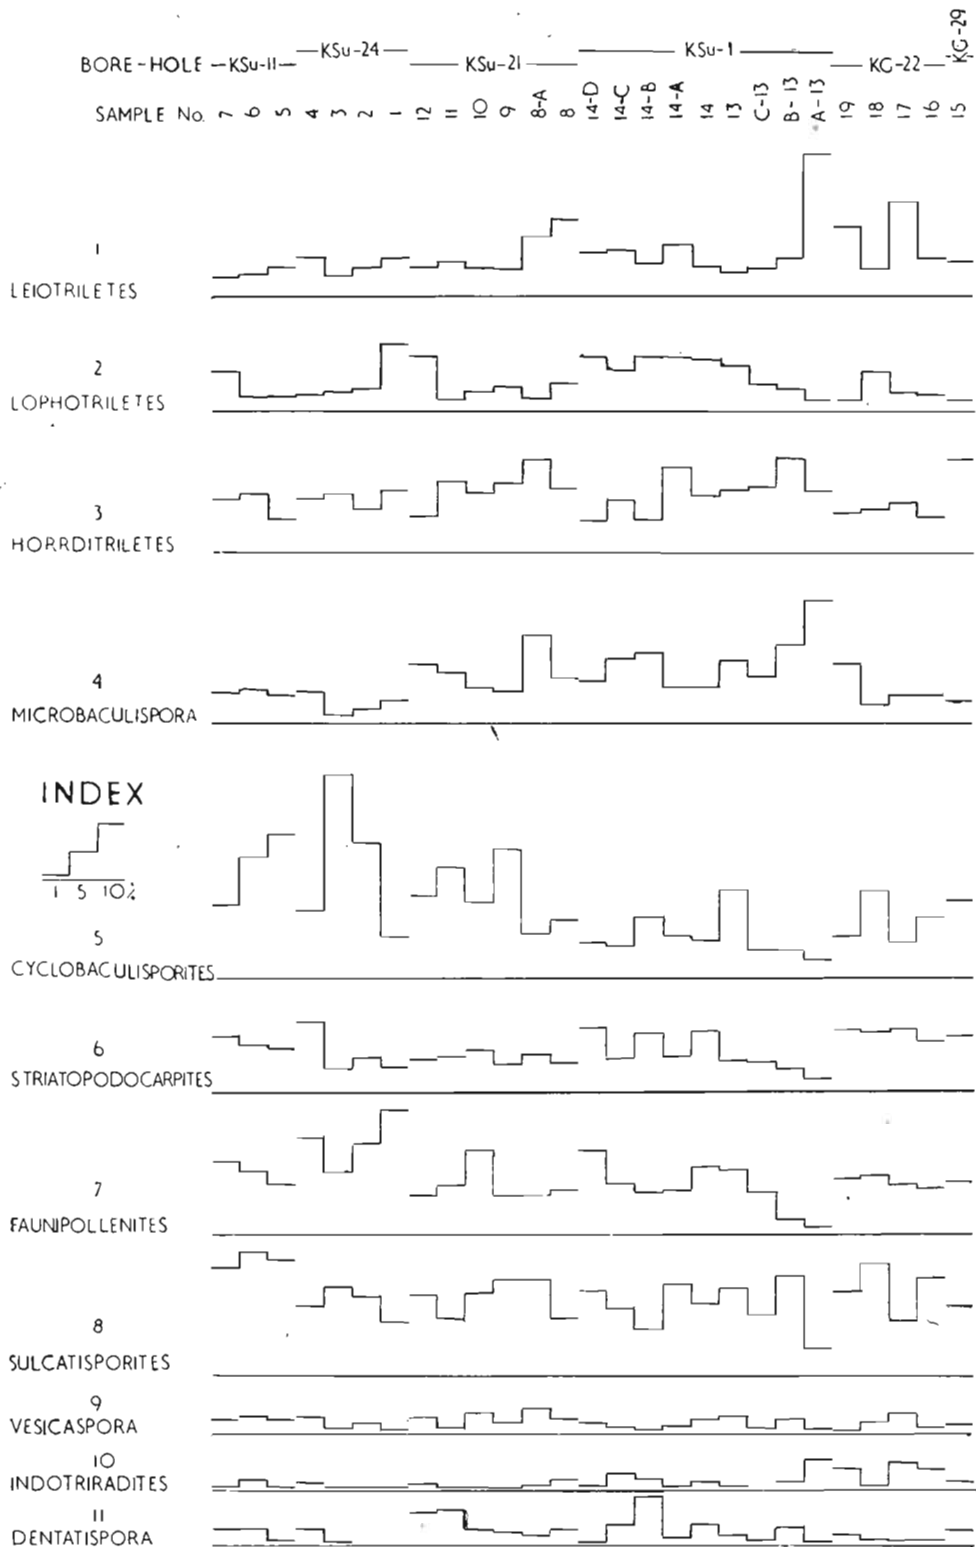 BORE-HOLE KSu-11 KSu-24 KSu-21 KSu-1 KG-22 KG-29
SAMPLE No. 7 6 5 4 3 2 1 12 11 10 9 8-A 8 14-D 14-C 14-B 14-A 14 13 C-13 B-13 A-13 19 18 17 16 15
1
LEIOTRILETES
2
LOPHOTRILETES
3
HORRDITRILETES
4
MICROBACULISPORA
INDEX
1 5 10%
5
CYCLOBACULISPORITES
6
STRIATOPODOCARPITES
7
FAUNIPOLLENITES
8
SULCATISPORITES
9
VESICASPORA
10
INDOTRIRADITES
11
DENTATISPORA